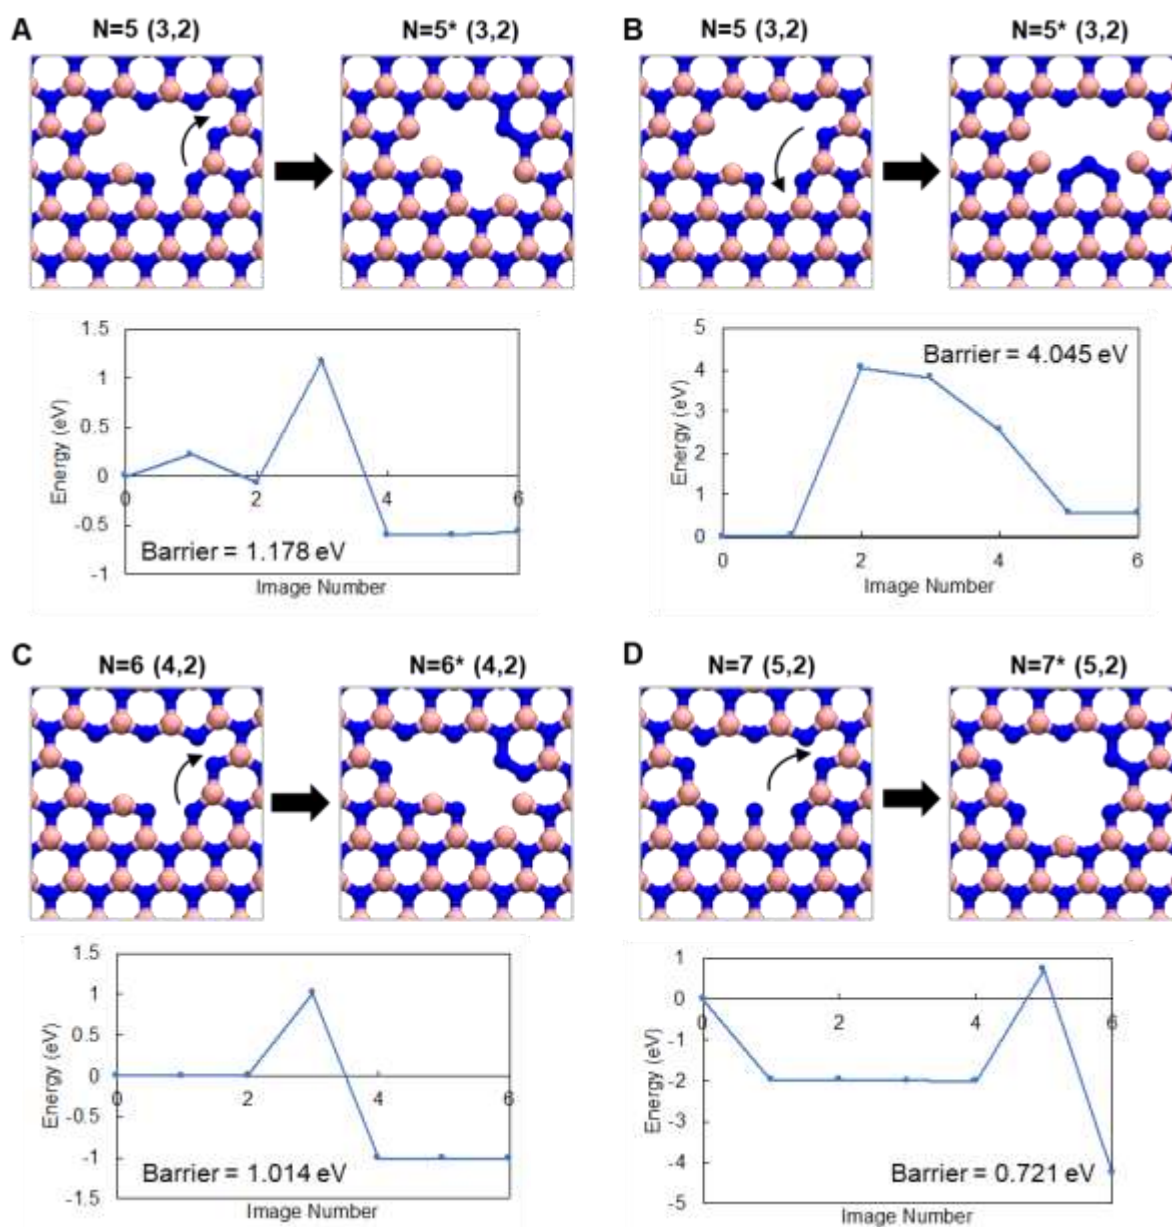 A
N=5 (3,2)
N=5* (3,2)
1.5
1
0.5
0
-0.5
-1
0
2
4
6
Energy (eV)
Barrier = 1.178 eV
Image Number
B
N=5 (3,2)
N=5* (3,2)
5
4
3
2
1
0
0
2
4
6
Energy (eV)
Barrier = 4.045 eV
Image Number
C
N=6 (4,2)
N=6* (4,2)
1.5
1
0.5
0
-0.5
-1
-1.5
0
2
4
6
Energy (eV)
Barrier = 1.014 eV
Image Number
D
N=7 (5,2)
N=7* (5,2)
1
0
-1
-2
-3
-4
-5
0
2
4
6
Energy (eV)
Barrier = 0.721 eV
Image Number